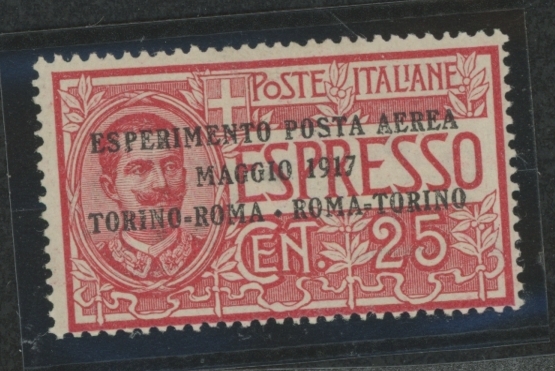 POSTE ITALIANE
ESPERIMENTO POSTA AEREA
MAGGIO 1917
ESPRESSO
TORINO-ROMA • ROMA-TORINO
CENT. 25